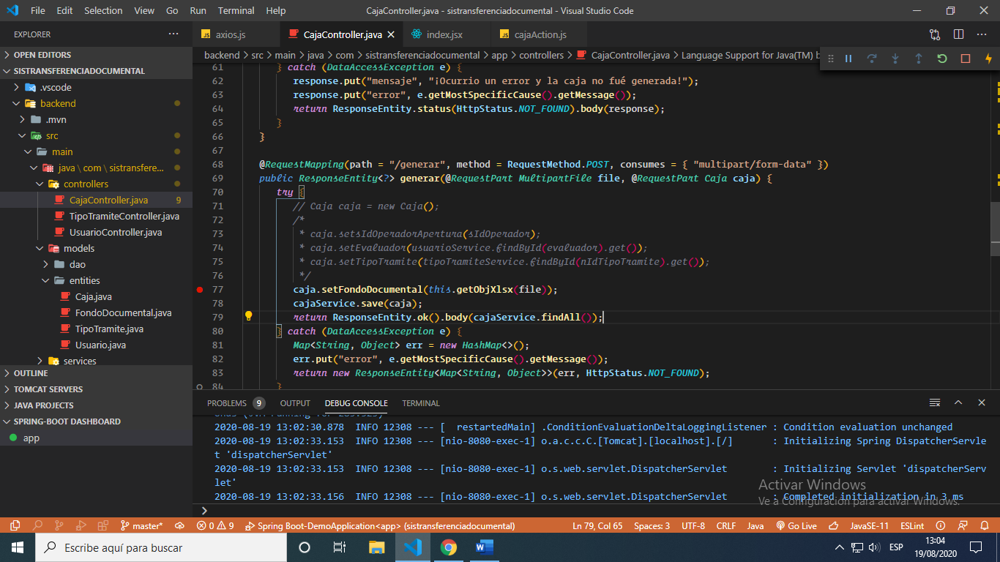 File Edit Selection View Go Run Terminal Help
CajaController.java - sistransferenciadocumental - Visual Studio Code
EXPLORER
OPEN EDITORS
SISTRANSFERENCIADOCUMENTAL
.vscode
backend
.mvn
src
main
java \ com \ sistransfere...
controllers
CajaController.java 9
TipoTramiteController.java
UsuarioController.java
models
dao
entities
Caja.java
FondoDocumental.java
TipoTramite.java
Usuario.java
services
OUTLINE
TOMCAT SERVERS
JAVA PROJECTS
SPRING-BOOT DASHBOARD
app
axios.js
CajaController.java
index.jsx
cajaAction.js
backend > src > main > java > com > sistransferenciadocumental > app > controllers > CajaController.java > Language Support for Java(TM) b
61 } catch (DataAccessException e) {
62 response.put("mensaje", "¡Ocurrio un error y la caja no fué generada!");
63 response.put("error", e.getMostSpecificCause().getMessage());
64 return ResponseEntity.status(HttpStatus.NOT_FOUND).body(response);
65 }
66 }
67
68 @RequestMapping(path = "/generar", method = RequestMethod.POST, consumes = { "multipart/form-data" })
69 public ResponseEntity<?> generar(@RequestPart MultipartFile file, @RequestPart Caja caja) {
70 try {
71 // Caja caja = new Caja();
72 /*
73 * caja.setsIdOperadorApertura(sIdOperador);
74 * caja.setEvaluador(usuarioService.findById(evaluador).get());
75 * caja.setTipoTramite(tipoTramiteService.findById(nIdTipoTramite).get());
76 */
77 caja.setFondoDocumental(this.getObjXlsx(file));
78 cajaService.save(caja);
79 return ResponseEntity.ok().body(cajaService.findAll());
80 } catch (DataAccessException e) {
81 Map<String, Object> err = new HashMap<>();
82 err.put("error", e.getMostSpecificCause().getMessage());
83 return new ResponseEntity<Map<String, Object>>(err, HttpStatus.NOT_FOUND);
84 }
PROBLEMS 9 OUTPUT DEBUG CONSOLE TERMINAL
2020-08-19 13:02:30.878 INFO 12308 --- [ restartedMain] .ConditionEvaluationDeltaLoggingListener : Condition evaluation unchanged
2020-08-19 13:02:33.153 INFO 12308 --- [nio-8080-exec-1] o.a.c.c.C.[Tomcat].[localhost].[/] : Initializing Spring DispatcherServle
t 'dispatcherServlet'
2020-08-19 13:02:33.153 INFO 12308 --- [nio-8080-exec-1] o.s.web.servlet.DispatcherServlet : Initializing Servlet 'dispatcherServ
let'
2020-08-19 13:02:33.156 INFO 12308 --- [nio-8080-exec-1] o.s.web.servlet.DispatcherServlet : Completed initialization in 3 ms
Activar Windows
Ve a Configuración para activar Windows.
master* 0 9 Spring Boot-DemoApplication<app> (sistransferenciadocumental) Ln 79, Col 65 Spaces: 3 UTF-8 CRLF Java Go Live JavaSE-11 ESLint
Escribe aquí para buscar
ESP
13:04
19/08/2020